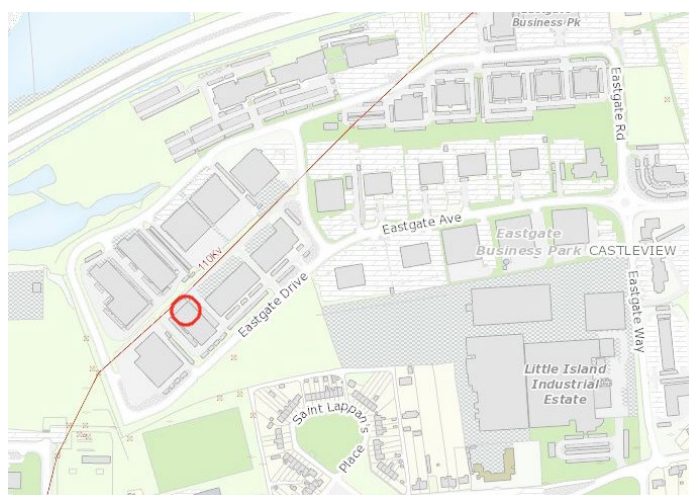 Eastgate
Business Pk
Eastgate Rd
Eastgate Ave
Eastgate
Business Park
CASTLEVIEW
110Kv
Eastgate Drive
Eastgate Way
Little Island
Industrial
Estate
Saint Lappan's
Place